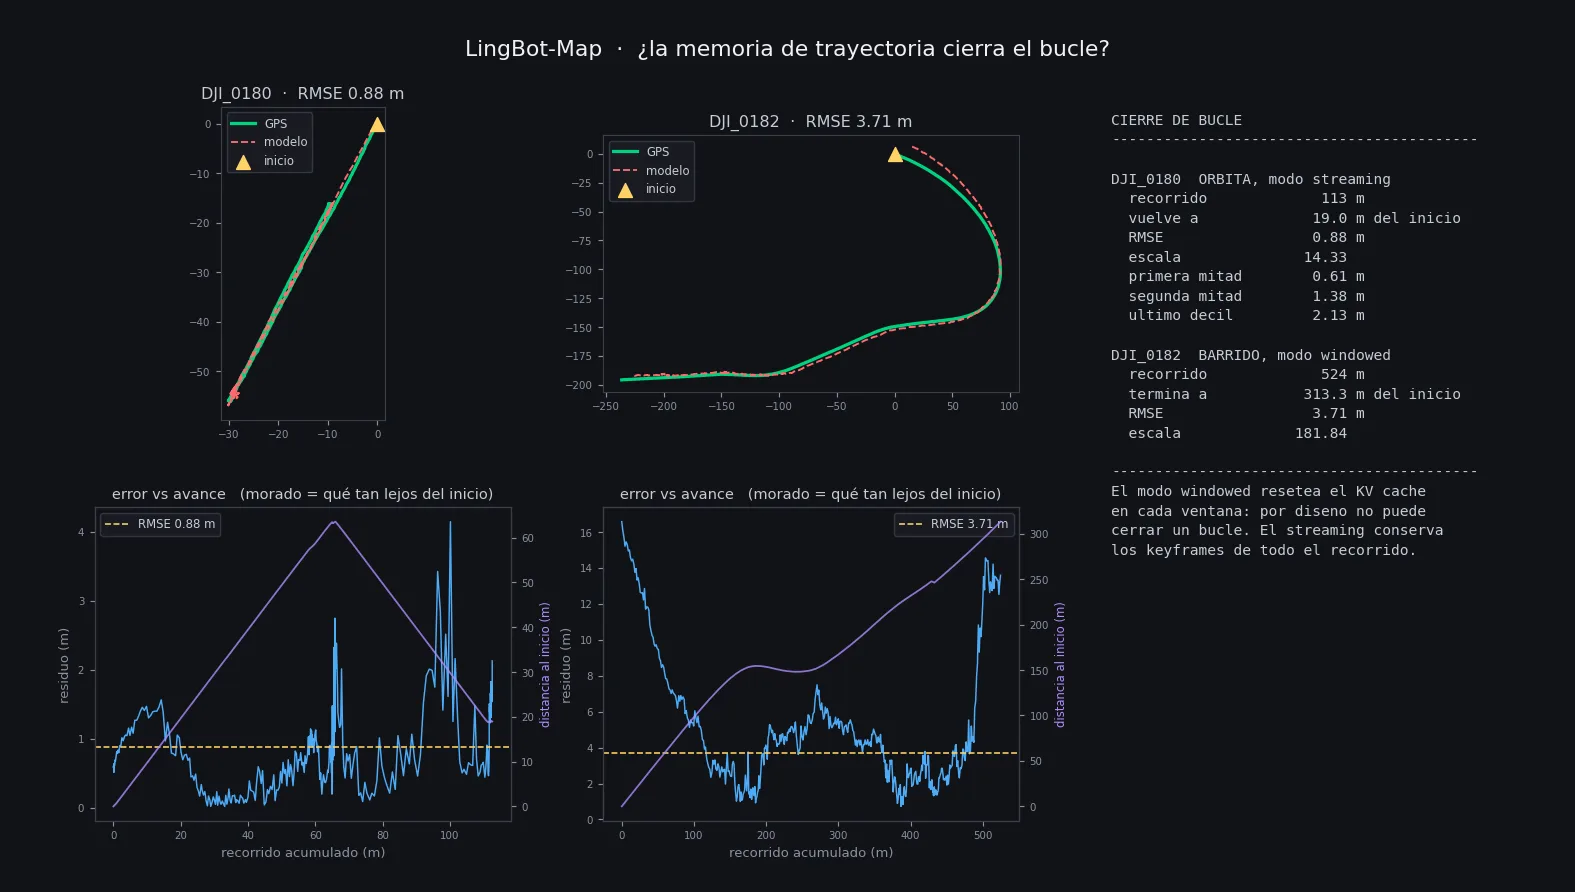 LingBot-Map · ¿la memoria de trayectoria cierra el bucle?
DJI_0180 · RMSE 0.88 m
GPS
modelo
inicio
0
−10
−20
−30
−40
−50
−30 −20 −10 0
DJI_0182 · RMSE 3.71 m
GPS
modelo
inicio
0
−25
−50
−75
−100
−125
−150
−175
−200
−250 −200 −150 −100 −50 0 50 100
CIERRE DE BUCLE
------------------------------------------
DJI_0180 ORBITA, modo streaming
recorrido 113 m
vuelve a 19.0 m del inicio
RMSE 0.88 m
escala 14.33
primera mitad 0.61 m
segunda mitad 1.38 m
ultimo decil 2.13 m
DJI_0182 BARRIDO, modo windowed
recorrido 524 m
termina a 313.3 m del inicio
RMSE 3.71 m
escala 181.84
------------------------------------------
El modo windowed resetea el KV cache
en cada ventana: por diseno no puede
cerrar un bucle. El streaming conserva
los keyframes de todo el recorrido.
error vs avance (morado = qué tan lejos del inicio)
RMSE 0.88 m
residuo (m)
4
3
2
1
0
0 20 40 60 80 100
recorrido acumulado (m)
60
50
40
30
20
10
0
distancia al inicio (m)
error vs avance (morado = qué tan lejos del inicio)
RMSE 3.71 m
residuo (m)
16
14
12
10
8
6
4
2
0
0 100 200 300 400 500
recorrido acumulado (m)
300
250
200
150
100
50
0
distancia al inicio (m)